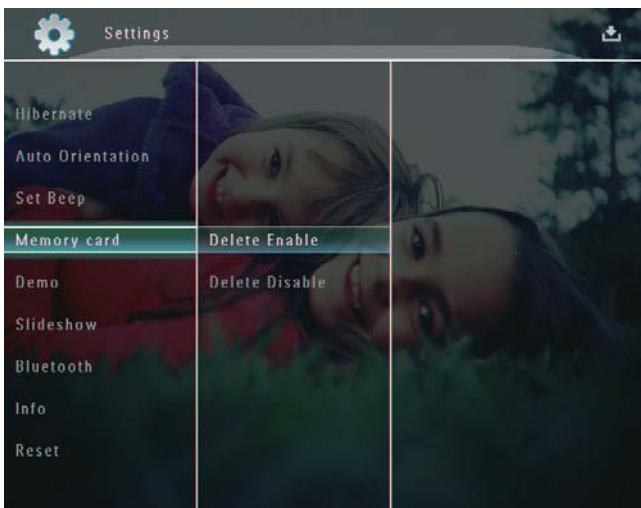 Settings
Hibernate
Auto Orientation
Set Beep
Memory card
Delete Enable
Demo
Delete Disable
Slideshow
Bluetooth
Info
Reset